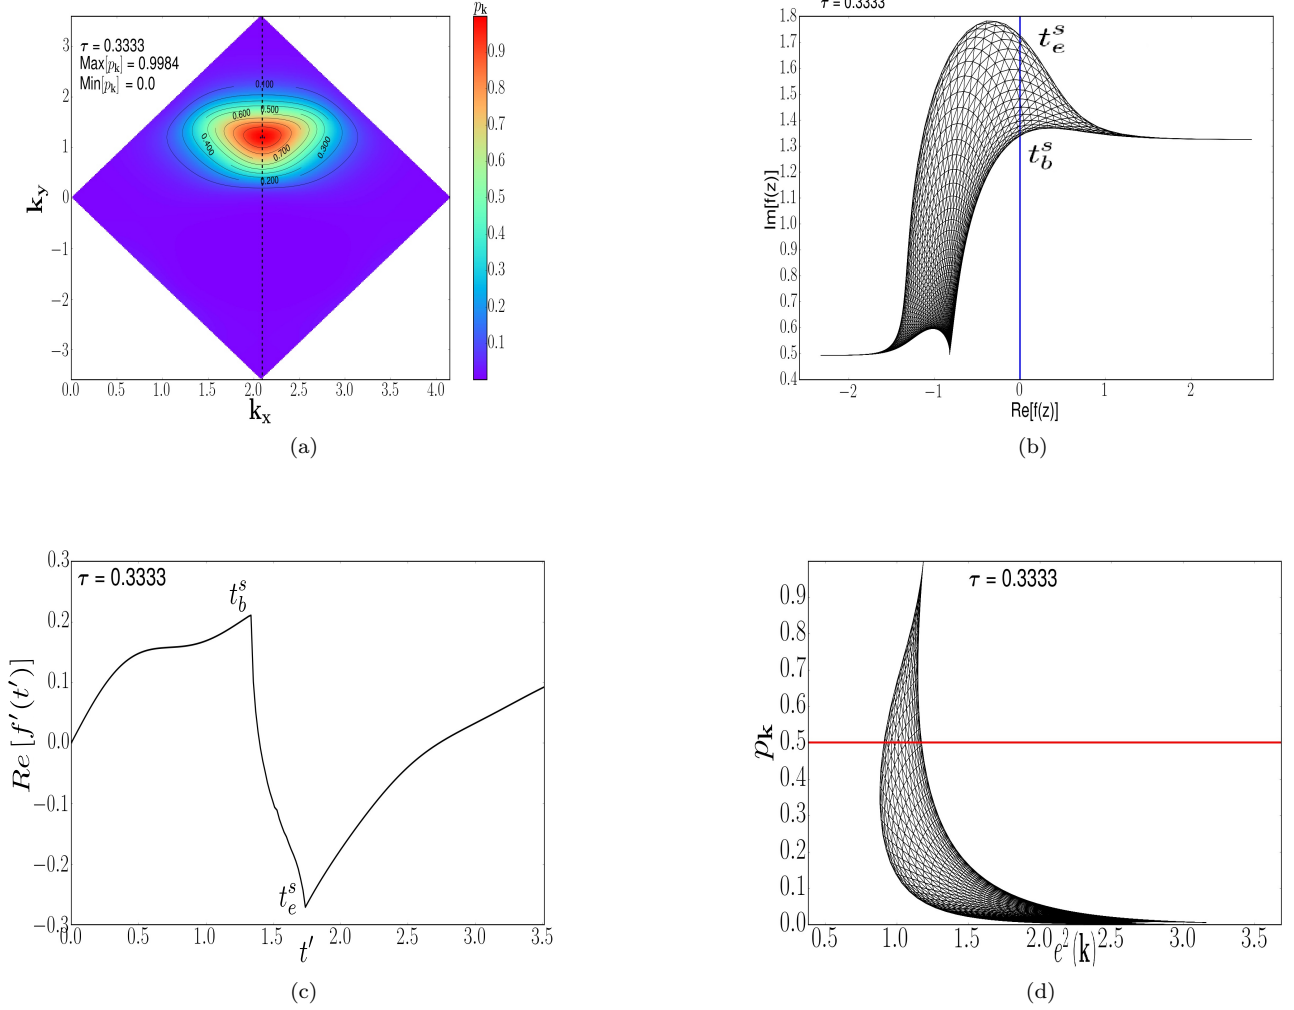 p_k
τ = 0.3333
Max[p_k] = 0.9984
Min[p_k] = 0.0
0.100
0.600
0.500
0.400
0.700
0.300
0.200
3
2
1
0
−1
−2
−3
k_y
0.0 0.5 1.0 1.5 2.0 2.5 3.0 3.5 4.0
k_x
0.9
0.8
0.7
0.6
0.5
0.4
0.3
0.2
0.1
(a)
τ = 0.3333
1.8
1.7
1.6
1.5
1.4
1.3
1.2
1.1
1.0
0.9
0.8
0.7
0.6
0.5
0.4
Im[f(z)]
t_e^s
t_b^s
−2 −1 0 1 2
Re[f(z)]
(b)
τ = 0.3333
0.3
0.2
0.1
0.0
−0.1
−0.2
−0.3
Re [f′(t′)]
t_b^s
t_e^s
0.0 0.5 1.0 1.5 2.0 2.5 3.0 3.5
t′
(c)
τ = 0.3333
0.9
0.8
0.7
0.6
0.5
0.4
0.3
0.2
0.1
0.0
p_k
0.5 1.0 1.5 2.0 2.5 3.0 3.5
e²(k)
(d)